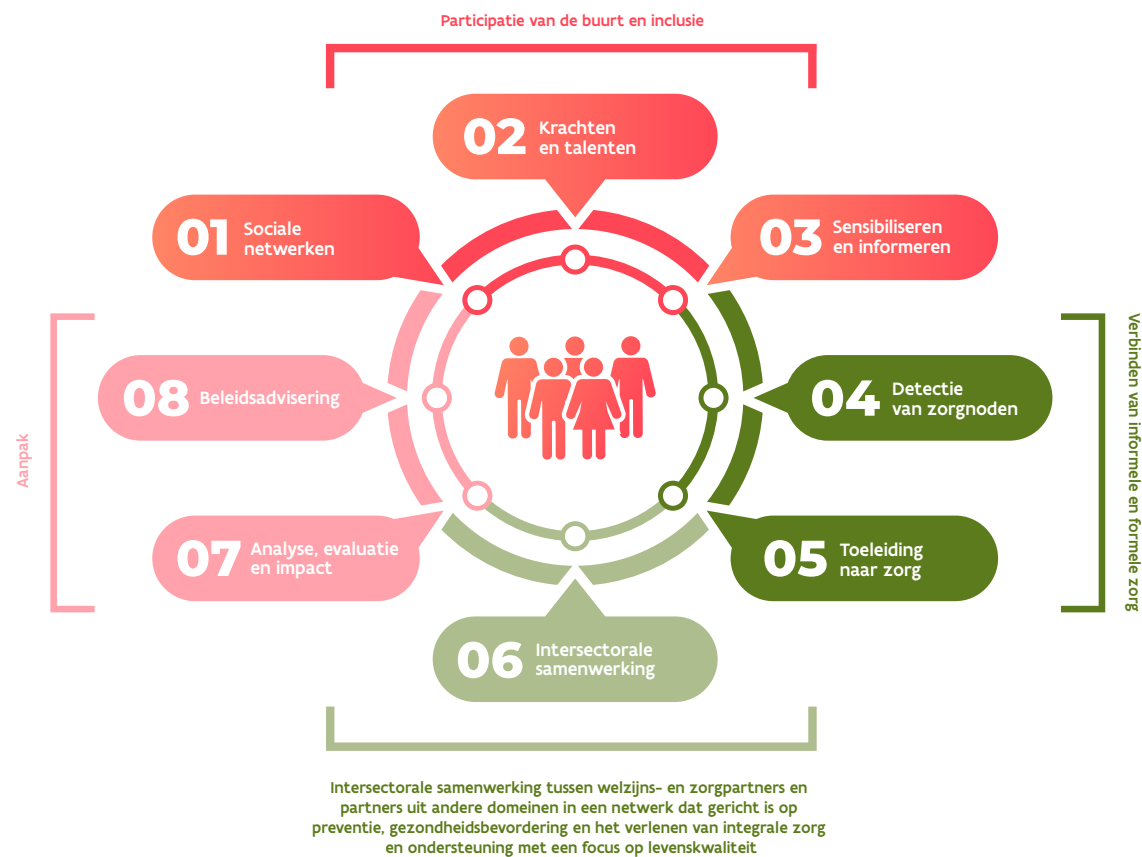 Participatie van de buurt en inclusie
01 Sociale
netwerken
02 Krachten
en talenten
03 Sensibiliseren
en informeren
04 Detectie
van zorgnoden
05 Toeleiding
naar zorg
06 Intersectorale
samenwerking
07 Analyse, evaluatie
en impact
08 Beleidsadvisering
Aanpak
Verbinden van informele en formele zorg
Intersectorale samenwerking tussen welzijns- en zorgpartners en
partners uit andere domeinen in een netwerk dat gericht is op
preventie, gezondheidsbevordering en het verlenen van integrale zorg
en ondersteuning met een focus op levenskwaliteit